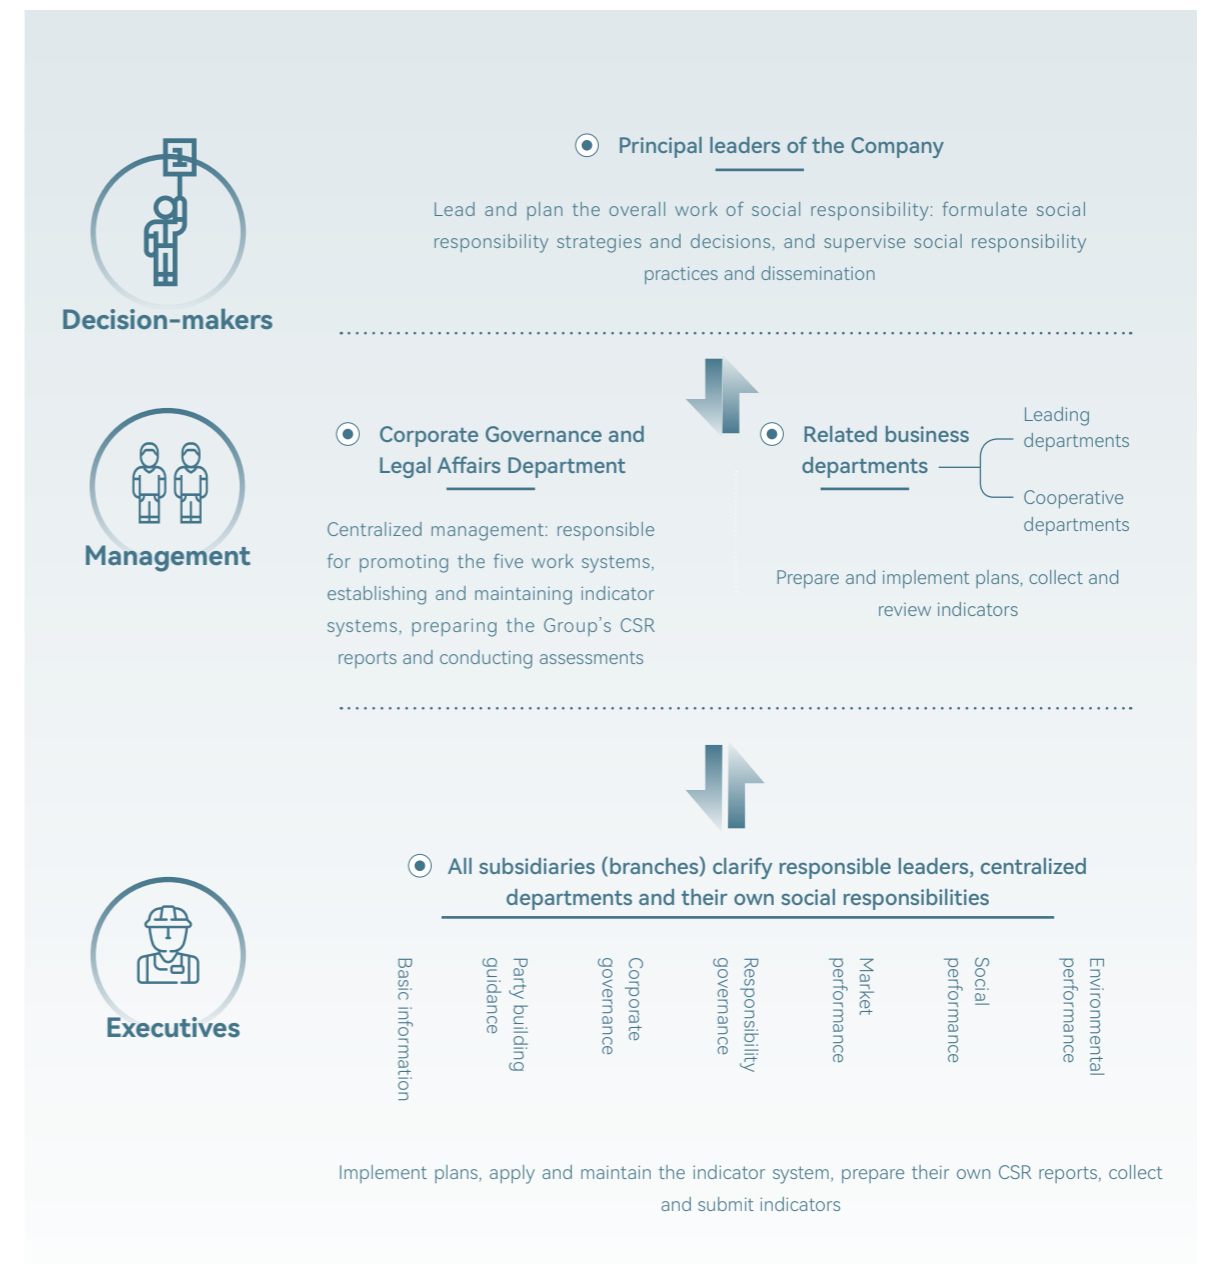 1
Decision-makers
Principal leaders of the Company
Lead and plan the overall work of social responsibility: formulate social
responsibility strategies and decisions, and supervise social responsibility
practices and dissemination
Management
Corporate Governance and
Legal Affairs Department
Centralized management: responsible
for promoting the five work systems,
establishing and maintaining indicator
systems, preparing the Group's CSR
reports and conducting assessments
Related business
departments
Leading
departments
Cooperative
departments
Prepare and implement plans, collect and
review indicators
Executives
All subsidiaries (branches) clarify responsible leaders, centralized
departments and their own social responsibilities
Basic information
Party building
guidance
Corporate
governance
Responsibility
governance
Market
performance
Social
performance
Environmental
performance
Implement plans, apply and maintain the indicator system, prepare their own CSR reports, collect
and submit indicators